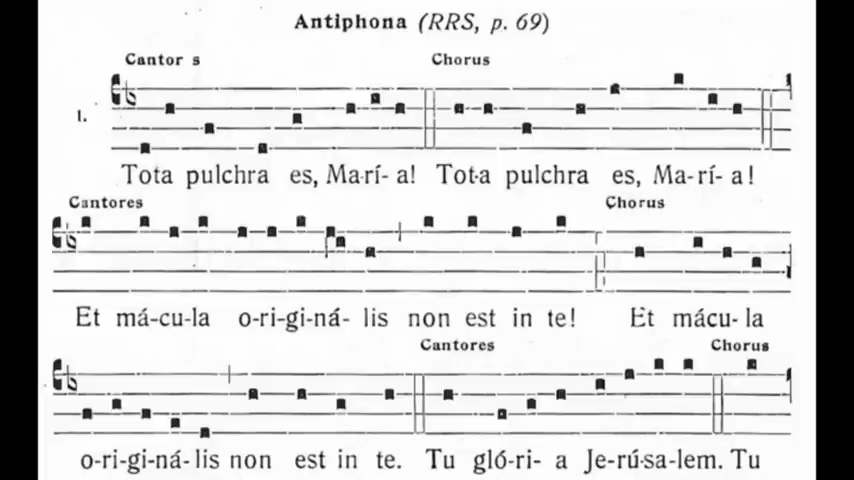 Antiphona (RRS, p. 69)
Cantor s Chorus
1.
Tota pulchra es, Ma-rí- a! Tota pulchra es, Ma-rí- a!
Cantores Chorus
Et má-cu-la o-ri-gi-ná- lis non est in te! Et mácu- la
Cantores Chorus
o-ri-gi-ná-lis non est in te. Tu gló-ri- a Je-rú-sa-lem. Tu